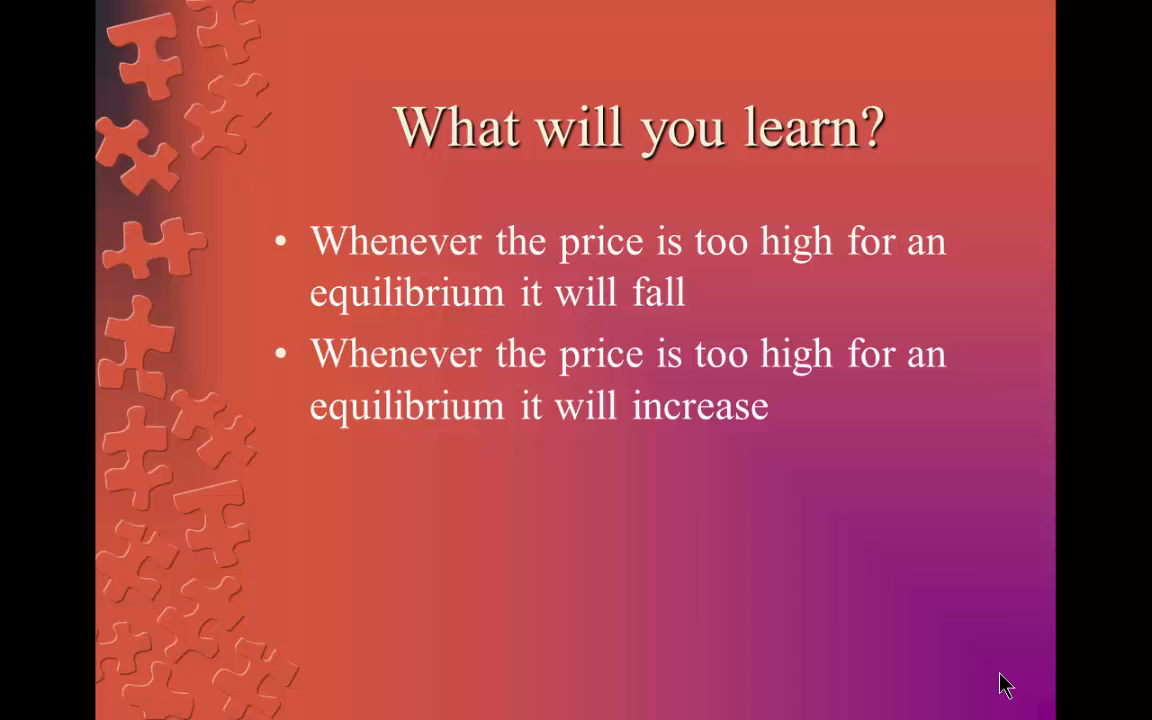 What will you learn?
• Whenever the price is too high for an
equilibrium it will fall
• Whenever the price is too high for an
equilibrium it will increase